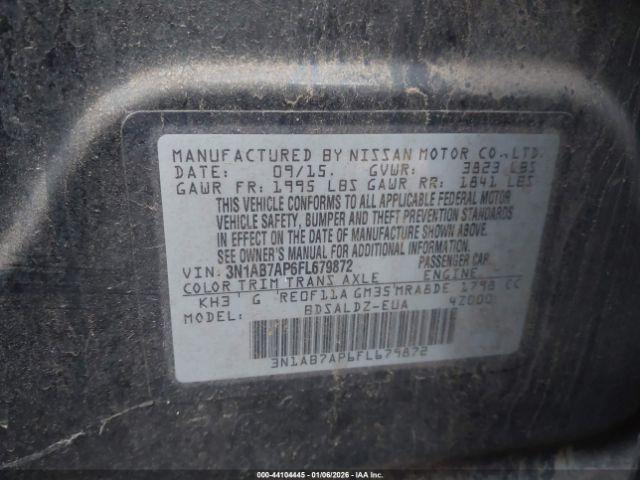 MANUFACTURED BY NISSAN MOTOR CO.,LTD.
DATE: 09/15. GVWR: 3823 LBS
GAWR FR: 1995 LBS GAWR RR: 1841 LBS
THIS VEHICLE CONFORMS TO ALL APPLICABLE FEDERAL MOTOR
VEHICLE SAFETY, BUMPER AND THEFT PREVENTION STANDARDS
IN EFFECT ON THE DATE OF MANUFACTURE SHOWN ABOVE.
SEE OWNER'S MANUAL FOR ADDITIONAL INFORMATION.
VIN: 3N1AB7AP6FL679872 PASSENGER CAR
COLOR TRIM TRANS AXLE ENGINE
KH3 G RE0F11A GM35 MRA8DE 1798 CC
MODEL: BDSALDZ-EUA 4Z000
3N1AB7AP6FL679872
000-44104445 | 01/06/2026 - IAA Inc.